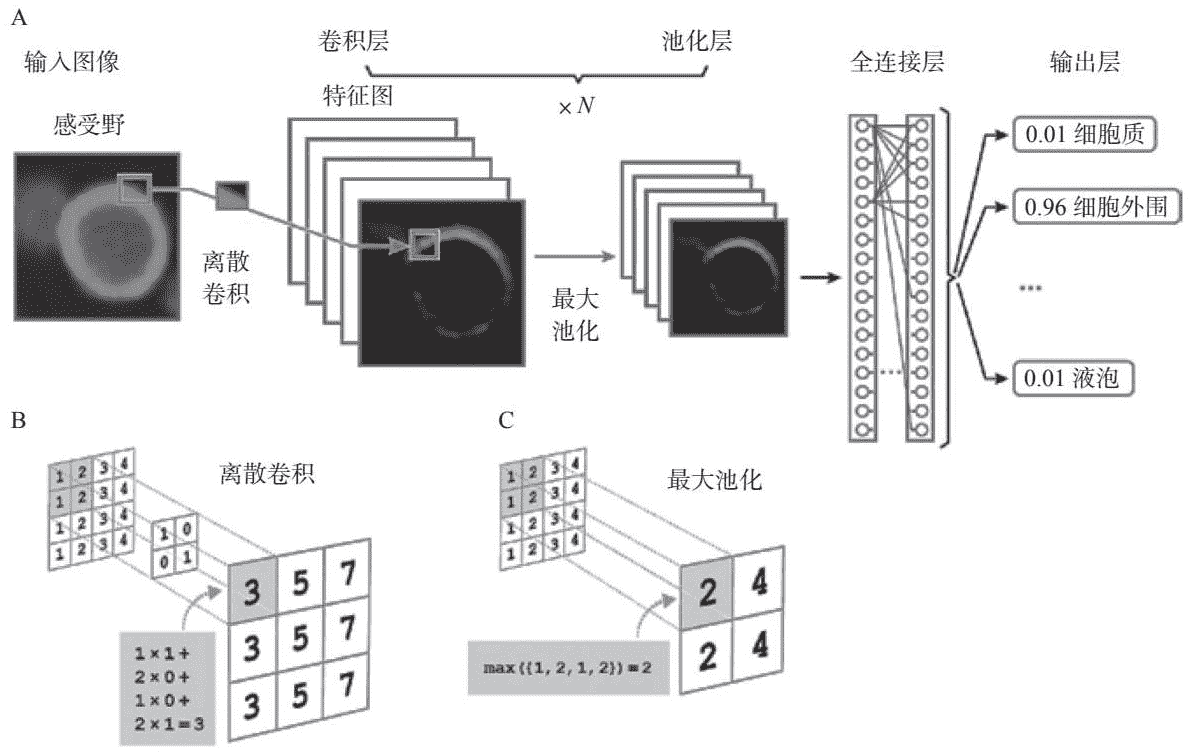 A
输入图像
卷积层
池化层
全连接层
输出层
感受野
特征图
× N
离散
卷积
最大
池化
...
0.01 细胞质
0.96 细胞外围
...
0.01 液泡
B
离散卷积
1 2 3 4
1 2 3 4
1 2 3 4
1 2 3 4
1 0
0 1
3 5 7
3 5 7
3 5 7
1×1+
2×0+
1×0+
2×1=3
C
最大池化
1 2 3 4
1 2 3 4
1 2 3 4
1 2 3 4
2 4
2 4
max({1,2,1,2})=2